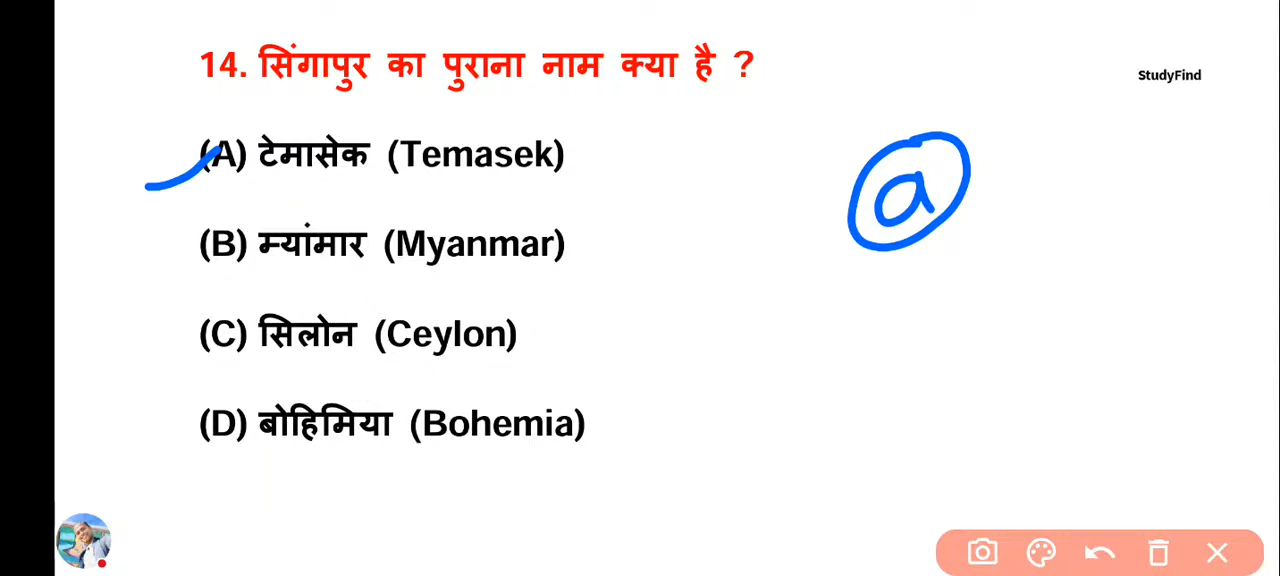 14. सिंगापुर का पुराना नाम क्या है ?
StudyFind
(A) टेमासेक (Temasek)
a
(B) म्यांमार (Myanmar)
(C) सिलोन (Ceylon)
(D) बोहिमिया (Bohemia)